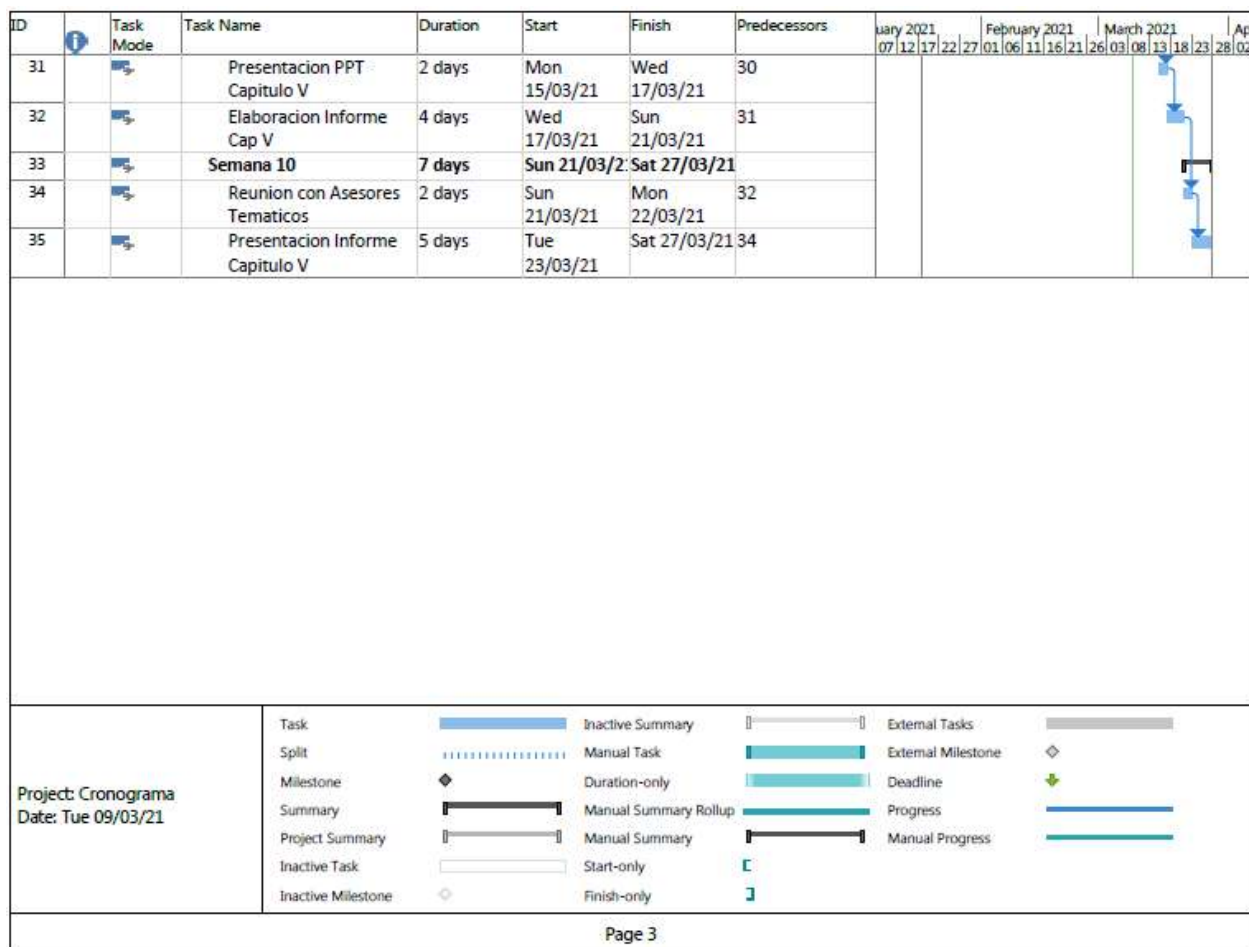 ID Task Mode Task Name Duration Start Finish Predecessors
uary 2021 February 2021 March 2021 Ap
07 12 17 22 27 01 06 11 16 21 26 03 08 13 18 23 28 02
31 Presentacion PPT Capitulo V 2 days Mon 15/03/21 Wed 17/03/21 30
32 Elaboracion Informe Cap V 4 days Wed 17/03/21 Sun 21/03/21 31
33 Semana 10 7 days Sun 21/03/2 Sat 27/03/21
34 Reunion con Asesores Tematicos 2 days Sun 21/03/21 Mon 22/03/21 32
35 Presentacion Informe Capitulo V 5 days Tue 23/03/21 Sat 27/03/21 34
Project: Cronograma
Date: Tue 09/03/21
Task Inactive Summary External Tasks
Split Manual Task External Milestone
Milestone Duration-only Deadline
Summary Manual Summary Rollup Progress
Project Summary Manual Summary Manual Progress
Inactive Task Start-only
Inactive Milestone Finish-only
Page 3